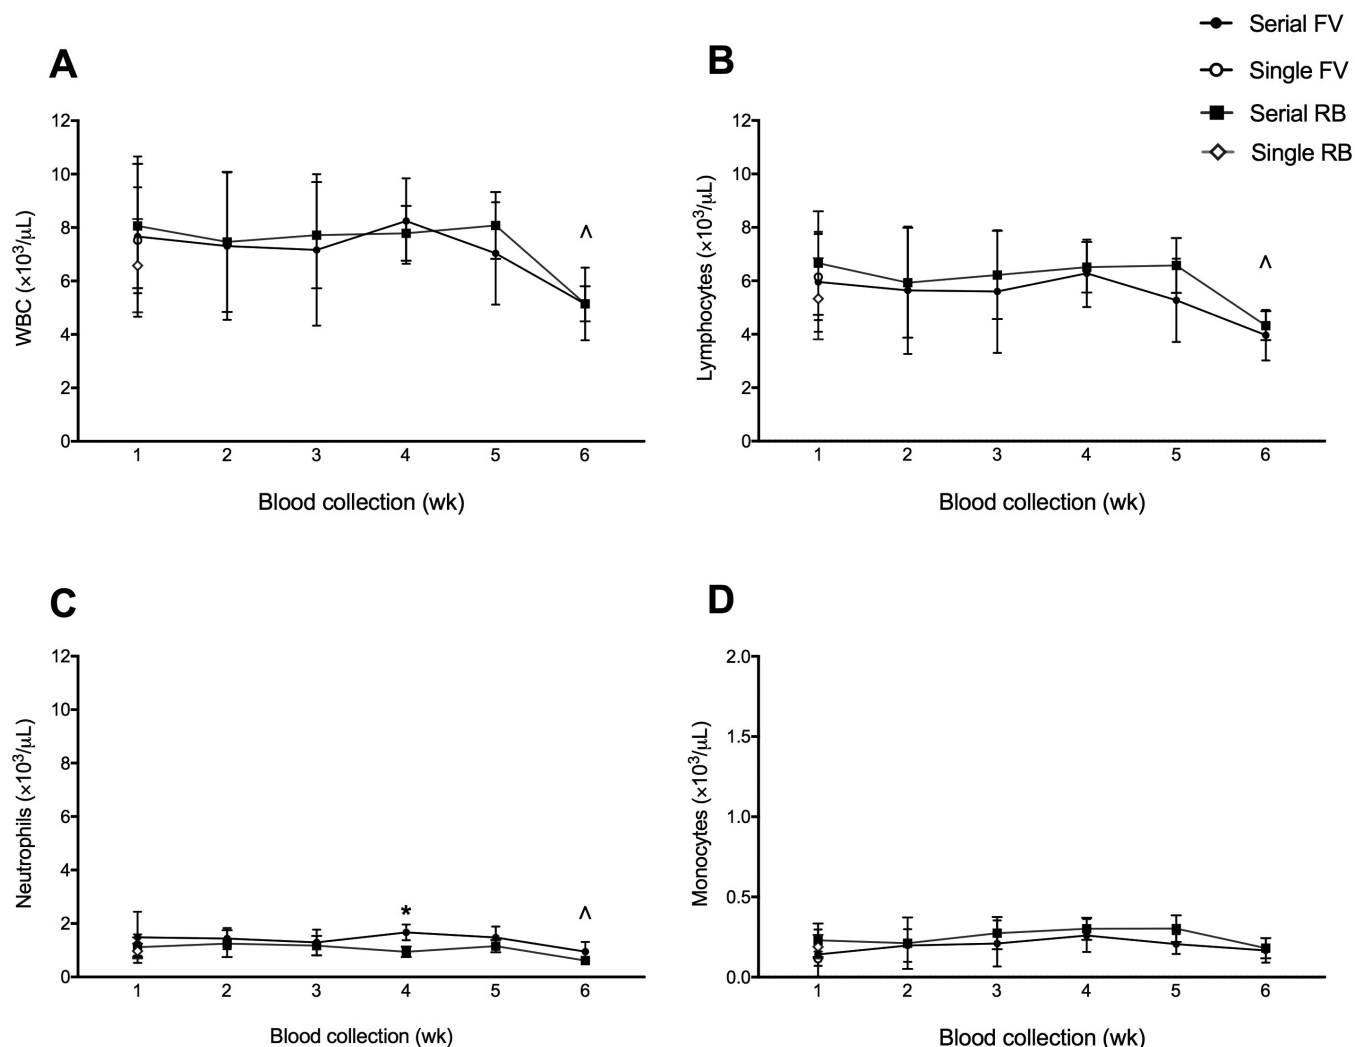 Serial FV
Single FV
Serial RB
Single RB
A
12
10
8
6
4
2
0
WBC (×10³/μL)
^
1 2 3 4 5 6
Blood collection (wk)
B
12
10
8
6
4
2
0
Lymphocytes (×10³/μL)
^
1 2 3 4 5 6
Blood collection (wk)
C
12
10
8
6
4
2
0
Neutrophils (×10³/μL)
* ^
1 2 3 4 5 6
Blood collection (wk)
D
2.0
1.5
1.0
0.5
0.0
Monocytes (×10³/μL)
1 2 3 4 5 6
Blood collection (wk)